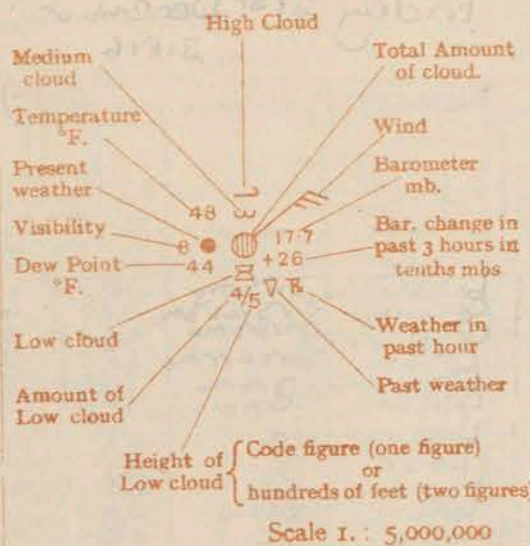 High Cloud
Medium
cloud
Total Amount
of cloud.
Temperature
°F.
Wind
Present
weather
Barometer
mb.
48
Visibility
8
17·7
Bar. change in
past 3 hours in
tenths mbs
+26
Dew Point
°F.
44
4/5
Low cloud
Weather in
past hour
Amount of
Low cloud
Past weather
Height of
Low cloud
Code figure (one figure)
or
hundreds of feet (two figures)
Scale 1. : 5,000,000